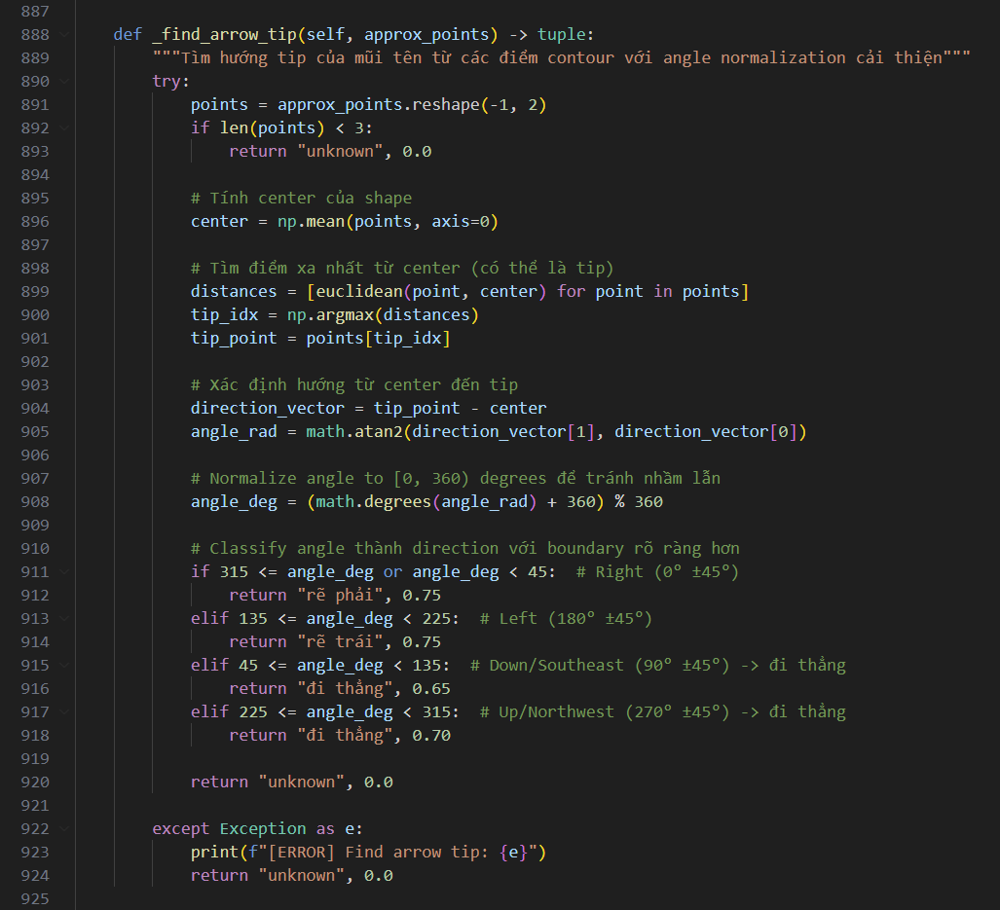 887
888 def _find_arrow_tip(self, approx_points) -> tuple:
889 """Tìm hướng tip của mũi tên từ các điểm contour với angle normalization cải thiện"""
890 try:
891 points = approx_points.reshape(-1, 2)
892 if len(points) < 3:
893 return "unknown", 0.0
894
895 # Tính center của shape
896 center = np.mean(points, axis=0)
897
898 # Tìm điểm xa nhất từ center (có thể là tip)
899 distances = [euclidean(point, center) for point in points]
900 tip_idx = np.argmax(distances)
901 tip_point = points[tip_idx]
902
903 # Xác định hướng từ center đến tip
904 direction_vector = tip_point - center
905 angle_rad = math.atan2(direction_vector[1], direction_vector[0])
906
907 # Normalize angle to [0, 360) degrees để tránh nhầm lẫn
908 angle_deg = (math.degrees(angle_rad) + 360) % 360
909
910 # Classify angle thành direction với boundary rõ ràng hơn
911 if 315 <= angle_deg or angle_deg < 45: # Right (0° ±45°)
912 return "rẽ phải", 0.75
913 elif 135 <= angle_deg < 225: # Left (180° ±45°)
914 return "rẽ trái", 0.75
915 elif 45 <= angle_deg < 135: # Down/Southeast (90° ±45°) -> đi thẳng
916 return "đi thẳng", 0.65
917 elif 225 <= angle_deg < 315: # Up/Northwest (270° ±45°) -> đi thẳng
918 return "đi thẳng", 0.70
919
920 return "unknown", 0.0
921
922 except Exception as e:
923 print(f"[ERROR] Find arrow tip: {e}")
924 return "unknown", 0.0
925